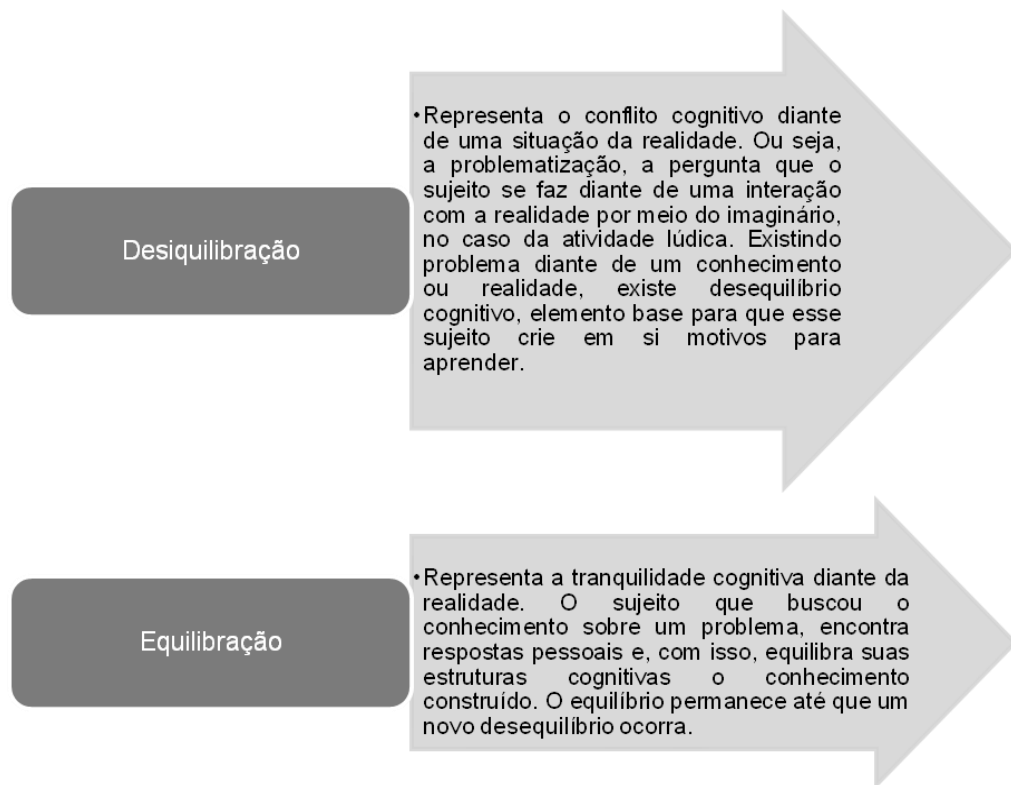 Desiquilibração
•Representa o conflito cognitivo diante
de uma situação da realidade. Ou seja,
a problematização, a pergunta que o
sujeito se faz diante de uma interação
com a realidade por meio do imaginário,
no caso da atividade lúdica. Existindo
problema diante de um conhecimento
ou realidade, existe desequilíbrio
cognitivo, elemento base para que esse
sujeito crie em si motivos para
aprender.
Equilibração
•Representa a tranquilidade cognitiva diante da
realidade. O sujeito que buscou o
conhecimento sobre um problema, encontra
respostas pessoais e, com isso, equilibra suas
estruturas cognitivas o conhecimento
construído. O equilíbrio permanece até que um
novo desequilíbrio ocorra.